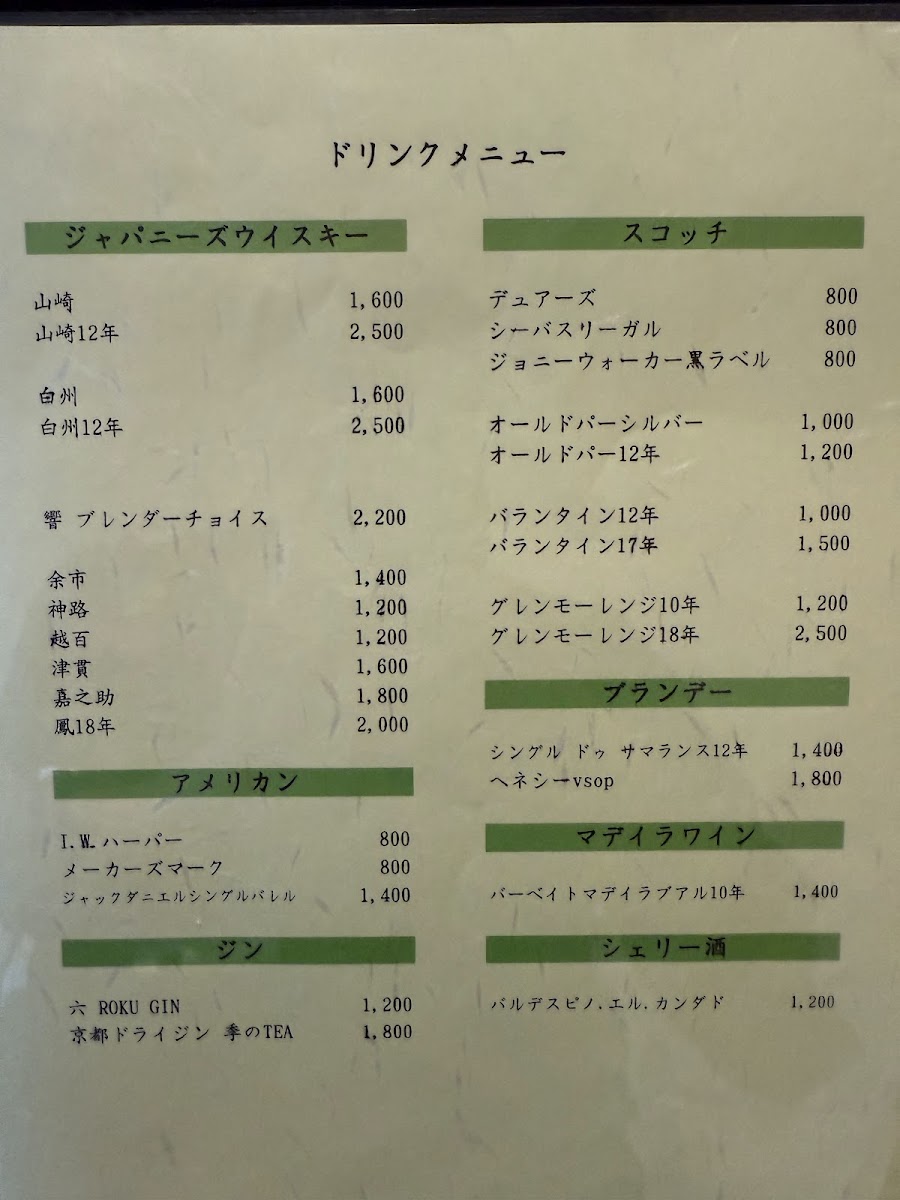 ドリンクメニュー
ジャパニーズウイスキー
山崎 1,600
山崎12年 2,500
白州 1,600
白州12年 2,500
響 ブレンダーチョイス 2,200
余市 1,400
神路 1,200
越百 1,200
津貫 1,600
嘉之助 1,800
鳳18年 2,000
アメリカン
I.W.ハーパー 800
メーカーズマーク 800
ジャックダニエルシングルバレル 1,400
ジン
六 ROKU GIN 1,200
京都ドライジン 季のTEA 1,800
スコッチ
デュアーズ 800
シーバスリーガル 800
ジョニーウォーカー黒ラベル 800
オールドパーシルバー 1,000
オールドパー12年 1,200
バランタイン12年 1,000
バランタイン17年 1,500
グレンモーレンジ10年 1,200
グレンモーレンジ18年 2,500
ブランデー
シングル ドゥ サマランス12年 1,400
ヘネシーvsop 1,800
マデイラワイン
バーベイトマデイラブアル10年 1,400
シェリー酒
バルデスピノ.エル.カンダド 1,200